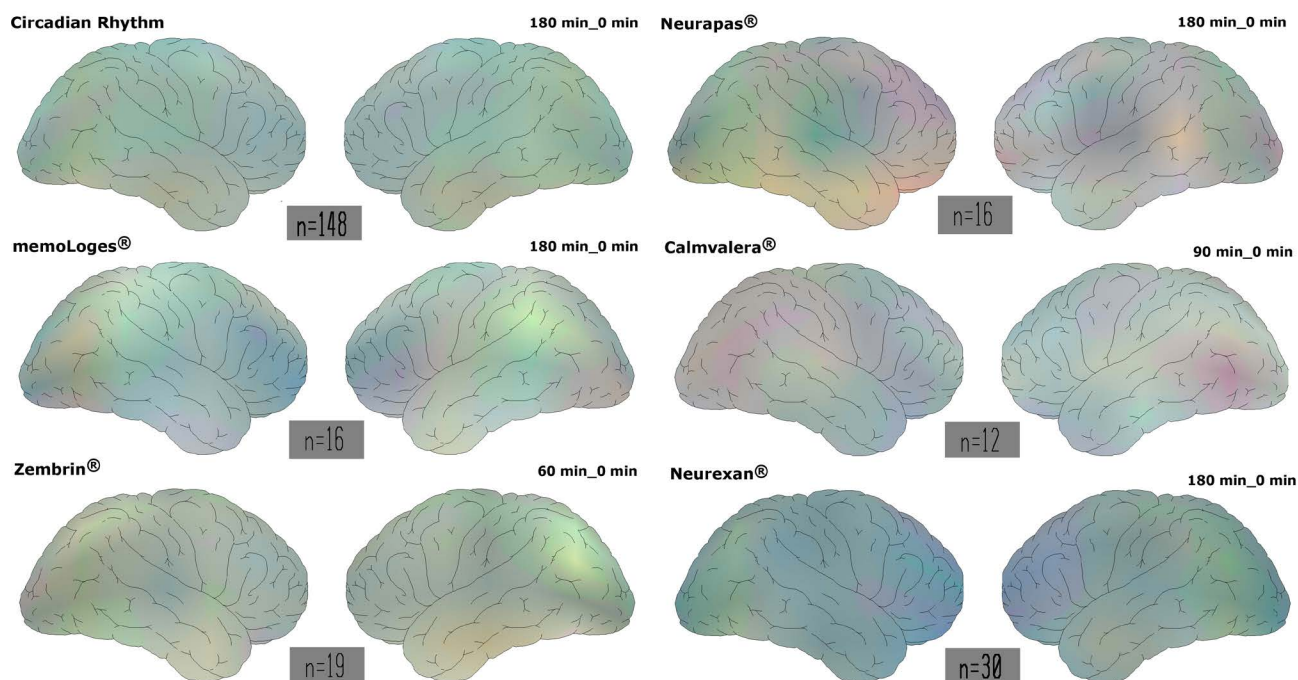 Circadian Rhythm 180 min_0 min
n=148
Neurapas® 180 min_0 min
n=16
memoLoges® 180 min_0 min
n=16
Calmvalera® 90 min_0 min
n=12
Zembrin® 60 min_0 min
n=19
Neurexan® 180 min_0 min
n=30